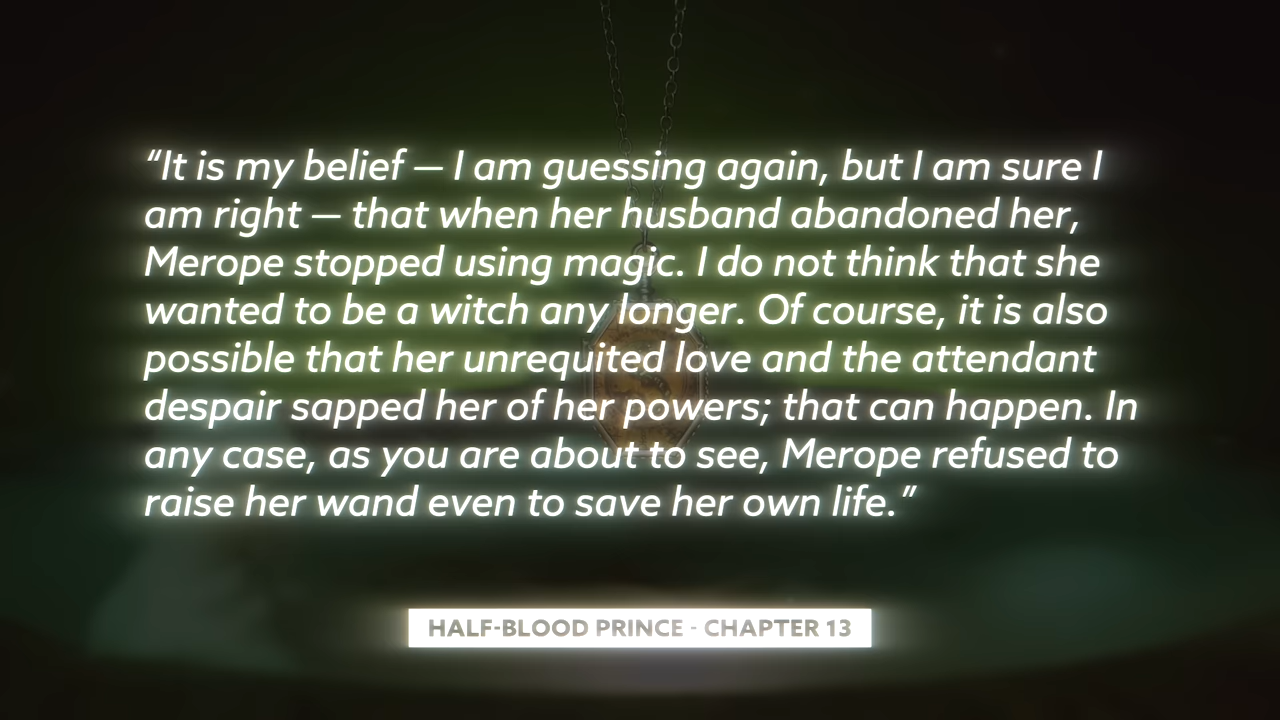 “It is my belief — I am guessing again, but I am sure I
am right — that when her husband abandoned her,
Merope stopped using magic. I do not think that she
wanted to be a witch any longer. Of course, it is also
possible that her unrequited love and the attendant
despair sapped her of her powers; that can happen. In
any case, as you are about to see, Merope refused to
raise her wand even to save her own life.”
HALF-BLOOD PRINCE - CHAPTER 13